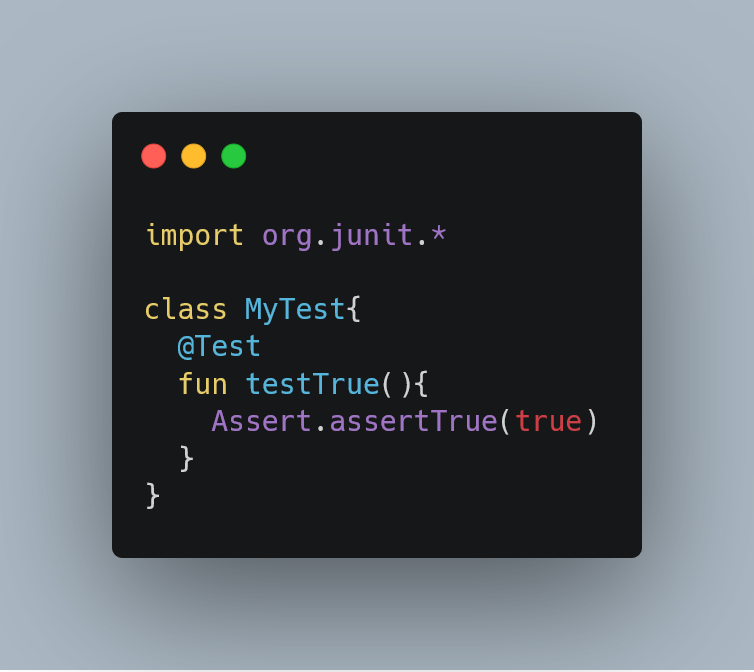 import org.junit.*

class MyTest{
  @Test
  fun testTrue(){
    Assert.assertTrue(true)
  }
}